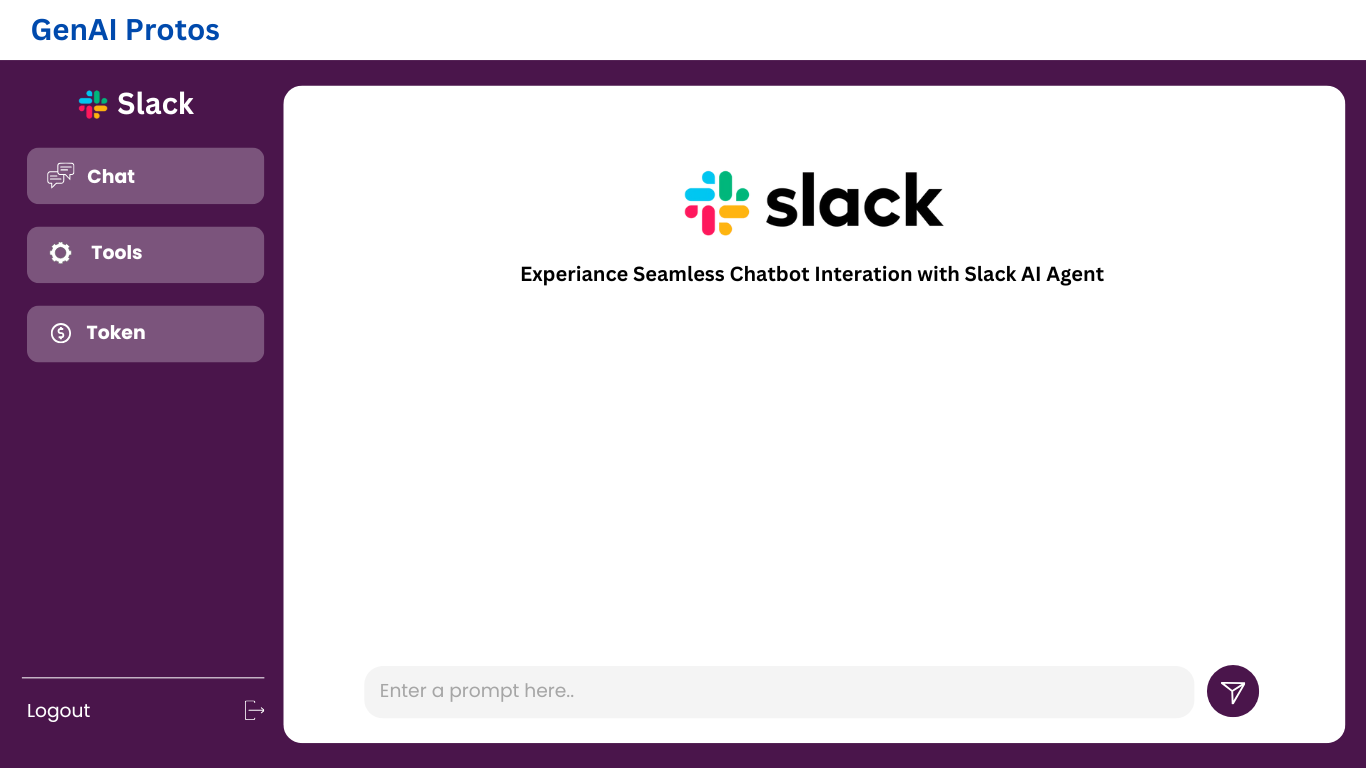 GenAI Protos
Slack
Chat
Tools
Token
Logout
slack
Experiance Seamless Chatbot Interation with Slack AI Agent
Enter a prompt here..